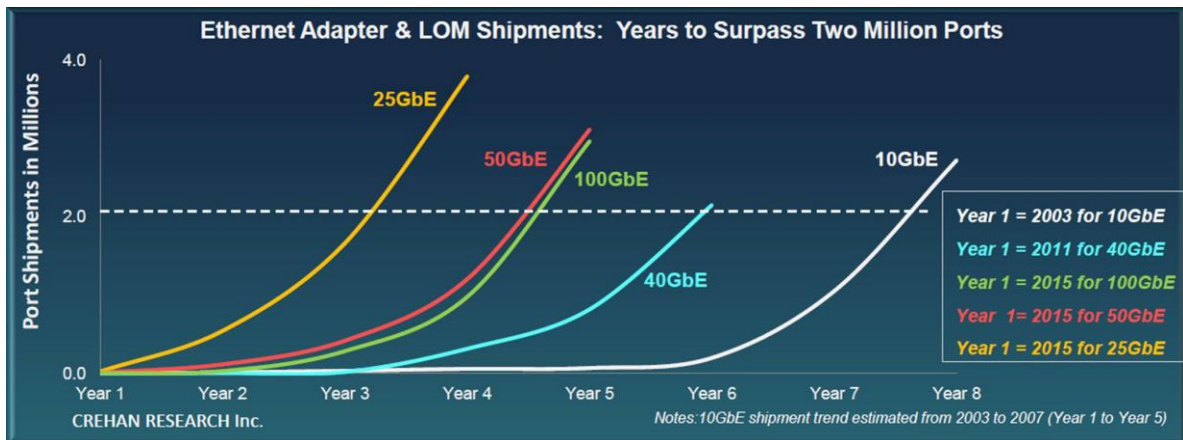 Ethernet Adapter & LOM Shipments: Years to Surpass Two Million Ports
Port Shipments in Millions
4.0
2.0
0.0
25GbE
50GbE
100GbE
40GbE
10GbE
Year 1 = 2003 for 10GbE
Year 1 = 2011 for 40GbE
Year 1 = 2015 for 100GbE
Year 1= 2015 for 50GbE
Year 1 = 2015 for 25GbE
Year 1 Year 2 Year 3 Year 4 Year 5 Year 6 Year 7 Year 8
CREHAN RESEARCH Inc.
Notes:10GbE shipment trend estimated from 2003 to 2007 (Year 1 to Year 5)